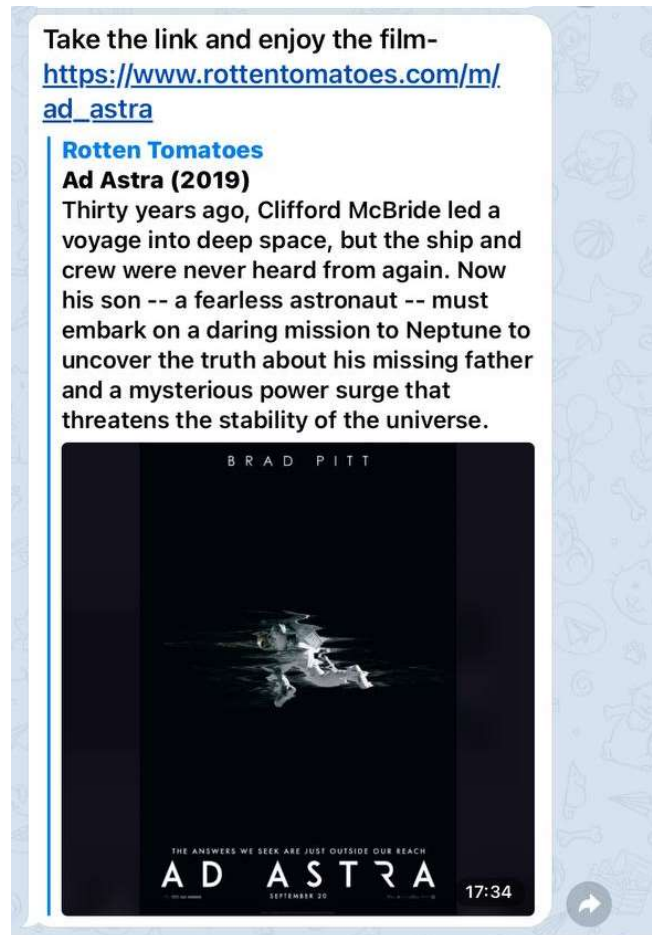 Take the link and enjoy the film-
https://www.rottentomatoes.com/m/
ad_astra
Rotten Tomatoes
Ad Astra (2019)
Thirty years ago, Clifford McBride led a
voyage into deep space, but the ship and
crew were never heard from again. Now
his son -- a fearless astronaut -- must
embark on a daring mission to Neptune to
uncover the truth about his missing father
and a mysterious power surge that
threatens the stability of the universe.
BRAD PITT
THE ANSWERS WE SEEK ARE JUST OUTSIDE OUR REACH
AD ASTRA
SEPTEMBER 20
17:34